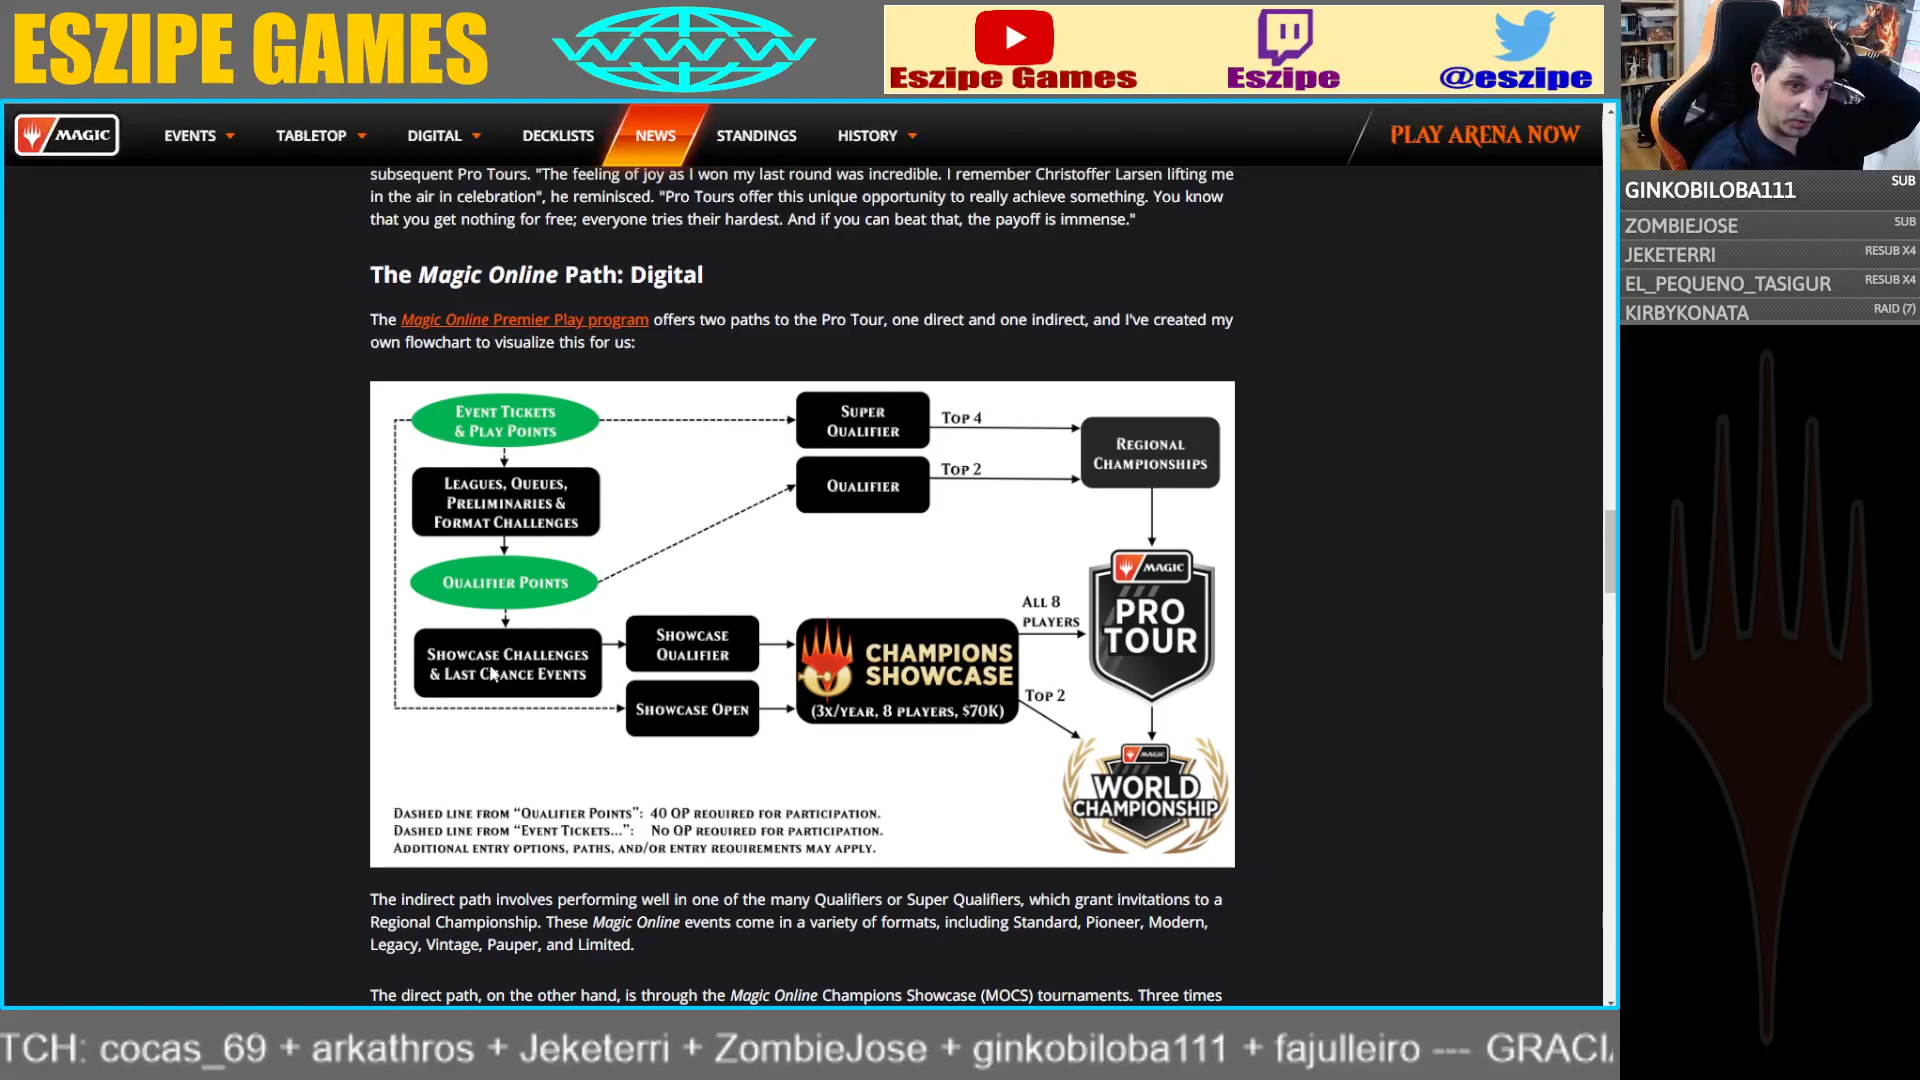 ESZIPE GAMES
WWW
Eszipe Games
Eszipe
@eszipe
MAGIC
EVENTS
TABLETOP
DIGITAL
DECKLISTS
NEWS
STANDINGS
HISTORY
PLAY ARENA NOW
GINKOBILOBA111 SUB
ZOMBIEJOSE SUB
JEKETERRI RESUB X4
EL_PEQUENO_TASIGUR RESUB X4
KIRBYKONATA RAID (7)
subsequent Pro Tours. "The feeling of joy as I won my last round was incredible. I remember Christoffer Larsen lifting me
in the air in celebration", he reminisced. "Pro Tours offer this unique opportunity to really achieve something. You know
that you get nothing for free; everyone tries their hardest. And if you can beat that, the payoff is immense."
The Magic Online Path: Digital
The Magic Online Premier Play program offers two paths to the Pro Tour, one direct and one indirect, and I've created my
own flowchart to visualize this for us:
EVENT TICKETS
& PLAY POINTS
SUPER
QUALIFIER
TOP 4
REGIONAL
CHAMPIONSHIPS
LEAGUES, QUEUES,
PRELIMINARIES &
FORMAT CHALLENGES
QUALIFIER
TOP 2
QUALIFIER POINTS
MAGIC
PRO
TOUR
SHOWCASE CHALLENGES
& LAST CHANCE EVENTS
SHOWCASE
QUALIFIER
SHOWCASE OPEN
CHAMPIONS
SHOWCASE
(3X/YEAR, 8 PLAYERS, $70K)
ALL 8
PLAYERS
TOP 2
MAGIC
WORLD
CHAMPIONSHIP
DASHED LINE FROM "QUALIFIER POINTS": 40 QP REQUIRED FOR PARTICIPATION.
DASHED LINE FROM "EVENT TICKETS...": NO QP REQUIRED FOR PARTICIPATION.
ADDITIONAL ENTRY OPTIONS, PATHS, AND/OR ENTRY REQUIREMENTS MAY APPLY.
The indirect path involves performing well in one of the many Qualifiers or Super Qualifiers, which grant invitations to a
Regional Championship. These Magic Online events come in a variety of formats, including Standard, Pioneer, Modern,
Legacy, Vintage, Pauper, and Limited.
The direct path, on the other hand, is through the Magic Online Champions Showcase (MOCS) tournaments. Three times
TCH: cocas_69 + arkathros + Jeketerri + ZombieJose + ginkobiloba111 + fajulleiro --- GRACIA